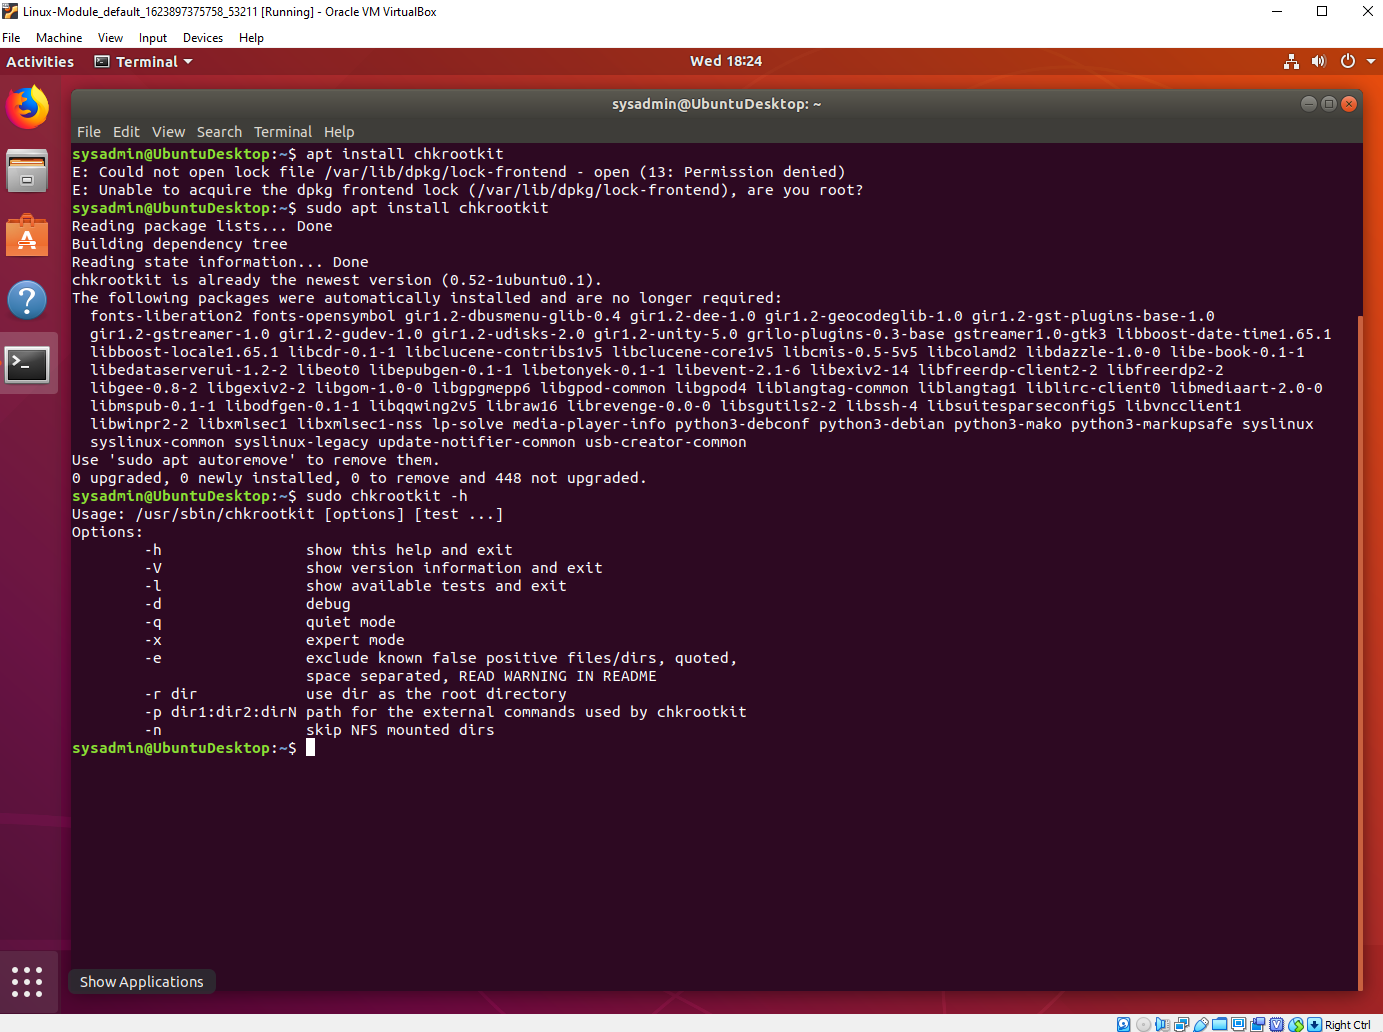 Linux-Module_default_1623897375758_53211 [Running] - Oracle VM VirtualBox
File Machine View Input Devices Help
Activities Terminal Wed 18:24
sysadmin@UbuntuDesktop: ~
File Edit View Search Terminal Help
sysadmin@UbuntuDesktop:~$ apt install chkrootkit
E: Could not open lock file /var/lib/dpkg/lock-frontend - open (13: Permission denied)
E: Unable to acquire the dpkg frontend lock (/var/lib/dpkg/lock-frontend), are you root?
sysadmin@UbuntuDesktop:~$ sudo apt install chkrootkit
Reading package lists... Done
Building dependency tree
Reading state information... Done
chkrootkit is already the newest version (0.52-1ubuntu0.1).
The following packages were automatically installed and are no longer required:
fonts-liberation2 fonts-opensymbol gir1.2-dbusmenu-glib-0.4 gir1.2-dee-1.0 gir1.2-geocodeglib-1.0 gir1.2-gst-plugins-base-1.0
gir1.2-gstreamer-1.0 gir1.2-gudev-1.0 gir1.2-udisks-2.0 gir1.2-unity-5.0 grilo-plugins-0.3-base gstreamer1.0-gtk3 libboost-date-time1.65.1
libboost-locale1.65.1 libcdr-0.1-1 libclucene-contribs1v5 libclucene-core1v5 libcmis-0.5-5v5 libcolamd2 libdazzle-1.0-0 libe-book-0.1-1
libedataserverui-1.2-2 libeot0 libepubgen-0.1-1 libetonyek-0.1-1 libevent-2.1-6 libexiv2-14 libfreerdp-client2-2 libfreerdp2-2
libgee-0.8-2 libgexiv2-2 libgom-1.0-0 libgpgmepp6 libgpod-common libgpod4 liblangtag-common liblangtag1 liblirc-client0 libmediaart-2.0-0
libmspub-0.1-1 libodfgen-0.1-1 libqqwing2v5 libraw16 librevenge-0.0-0 libsgutils2-2 libssh-4 libsuitesparseconfig5 libvncclient1
libwinpr2-2 libxmlsec1 libxmlsec1-nss lp-solve media-player-info python3-debconf python3-debian python3-mako python3-markupsafe syslinux
syslinux-common syslinux-legacy update-notifier-common usb-creator-common
Use 'sudo apt autoremove' to remove them.
0 upgraded, 0 newly installed, 0 to remove and 448 not upgraded.
sysadmin@UbuntuDesktop:~$ sudo chkrootkit -h
Usage: /usr/sbin/chkrootkit [options] [test ...]
Options:
-h show this help and exit
-V show version information and exit
-l show available tests and exit
-d debug
-q quiet mode
-x expert mode
-e exclude known false positive files/dirs, quoted,
space separated, READ WARNING IN README
-r dir use dir as the root directory
-p dir1:dir2:dirN path for the external commands used by chkrootkit
-n skip NFS mounted dirs
sysadmin@UbuntuDesktop:~$
Show Applications
Right Ctrl